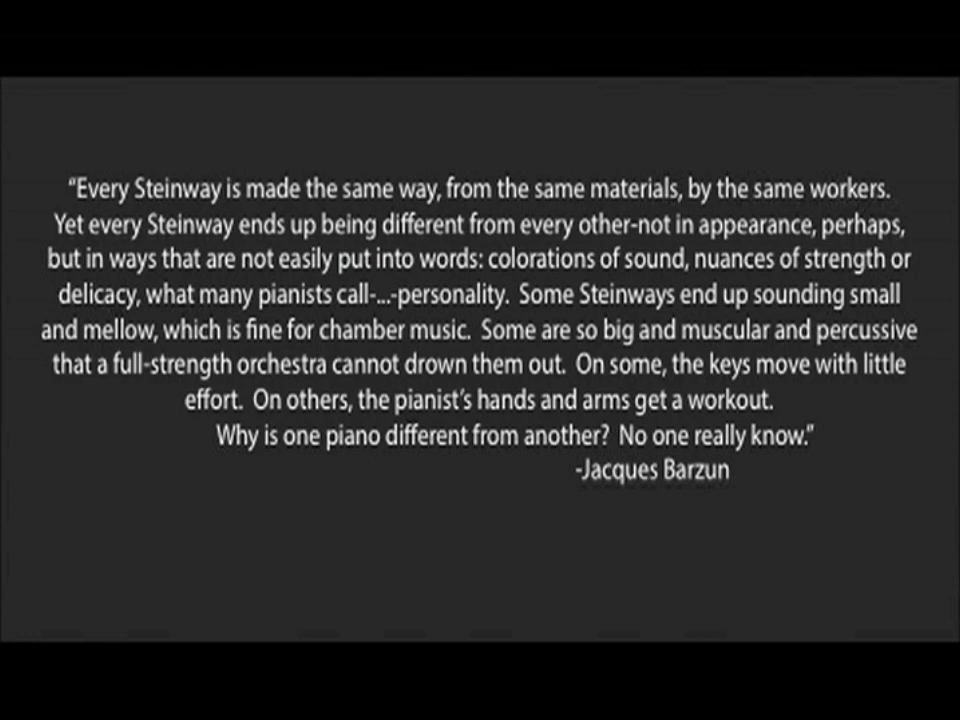 “Every Steinway is made the same way, from the same materials, by the same workers.
Yet every Steinway ends up being different from every other-not in appearance, perhaps,
but in ways that are not easily put into words: colorations of sound, nuances of strength or
delicacy, what many pianists call-...-personality.  Some Steinways end up sounding small
and mellow, which is fine for chamber music.  Some are so big and muscular and percussive
that a full-strength orchestra cannot drown them out.  On some, the keys move with little
effort.  On others, the pianist’s hands and arms get a workout.
Why is one piano different from another?  No one really know.”
-Jacques Barzun